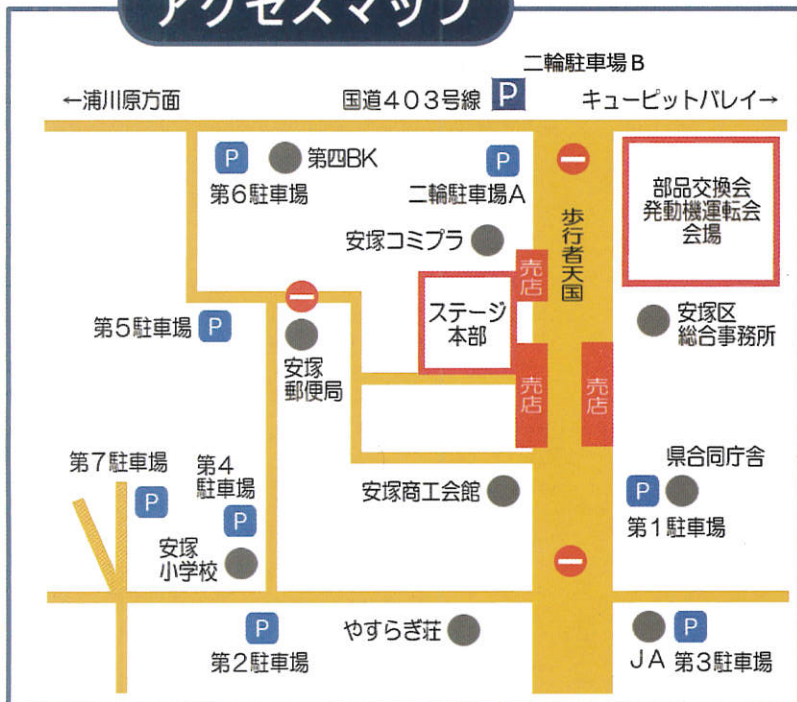 アクセスマップ
二輪駐車場B
←浦川原方面
国道403号線
P
キューピットバレイ→
P
第四BK
第6駐車場
P
二輪駐車場A
部品交換会
発動機運転会
会場
安塚コミプラ
歩行者天国
売店
ステージ
本部
安塚区
総合事務所
第5駐車場
P
安塚
郵便局
売店
売店
第7駐車場
P
第4
駐車場
P
安塚
小学校
安塚商工会館
県合同庁舎
P
第1駐車場
P
第2駐車場
やすらぎ荘
P
JA
第3駐車場